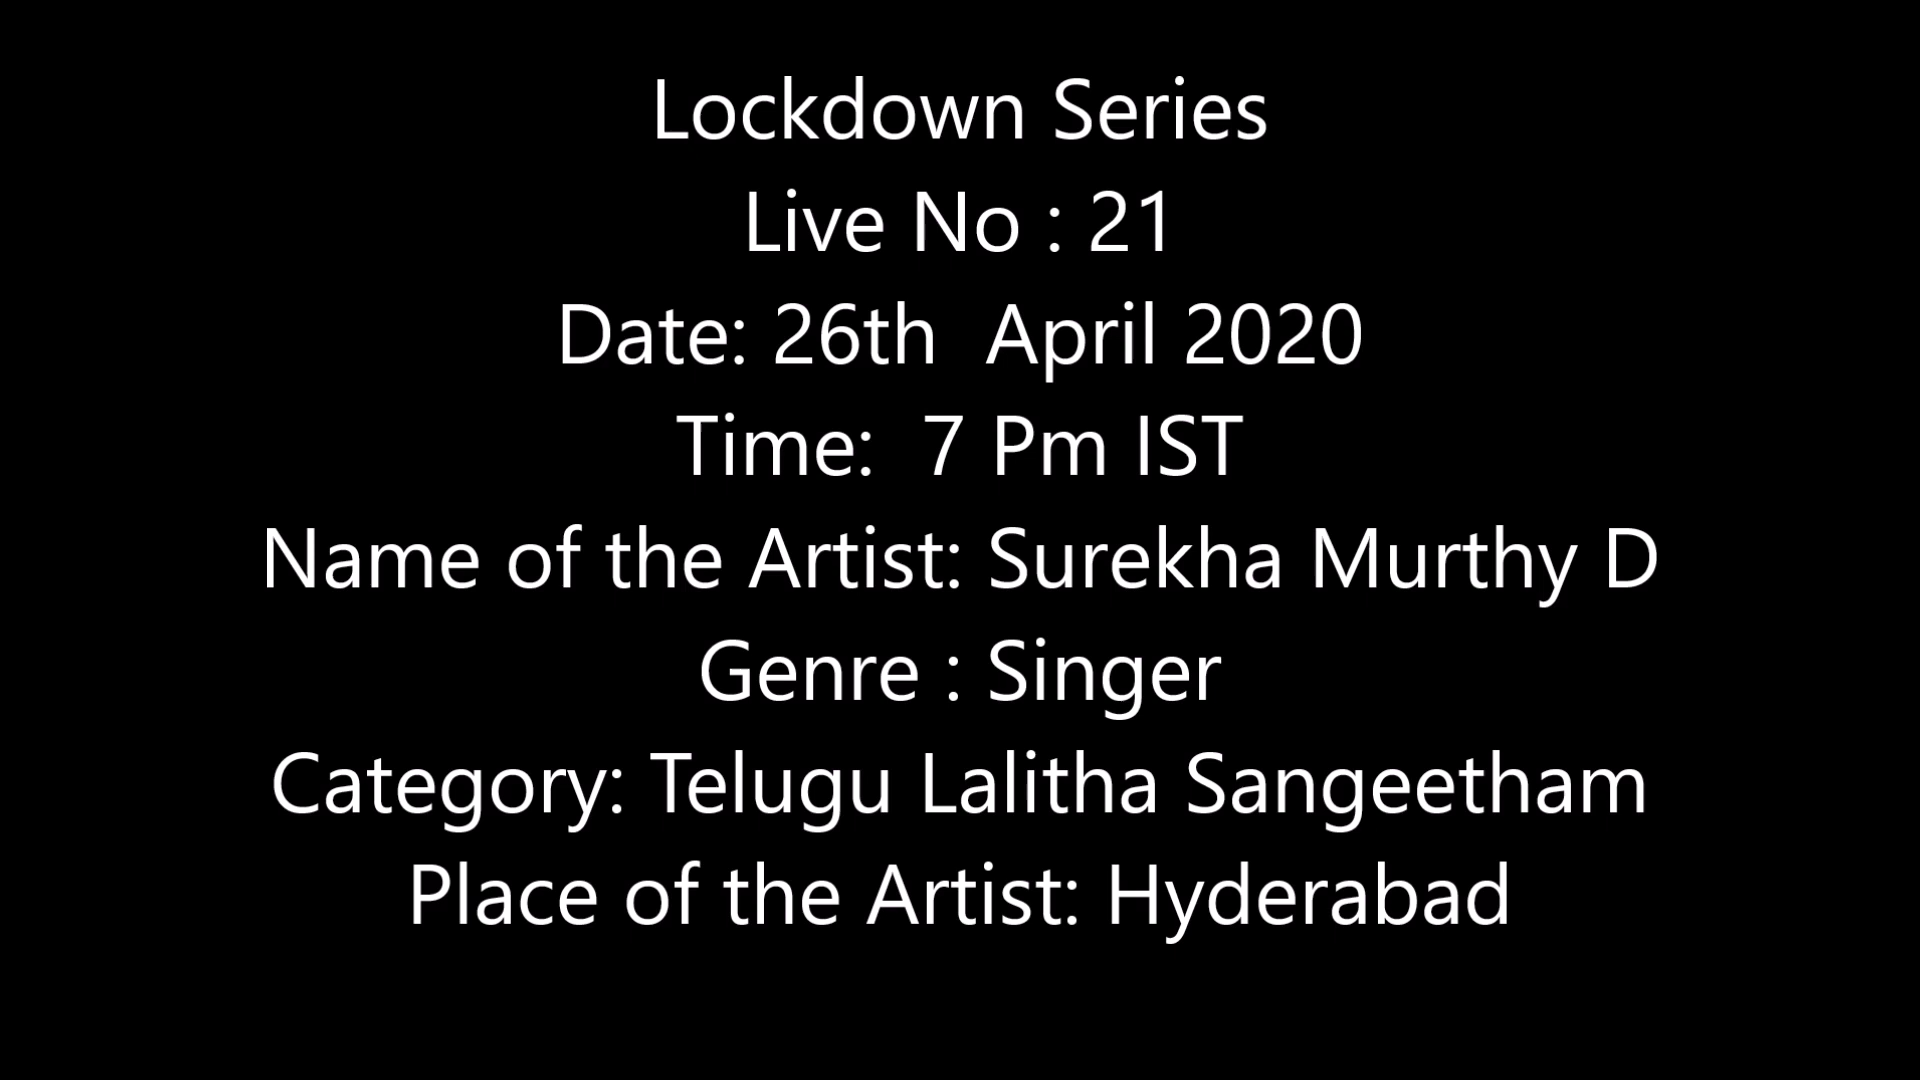 Lockdown Series
Live No : 21
Date: 26th  April 2020
Time:  7 Pm IST
Name of the Artist: Surekha Murthy D
Genre : Singer
Category: Telugu Lalitha Sangeetham
Place of the Artist: Hyderabad